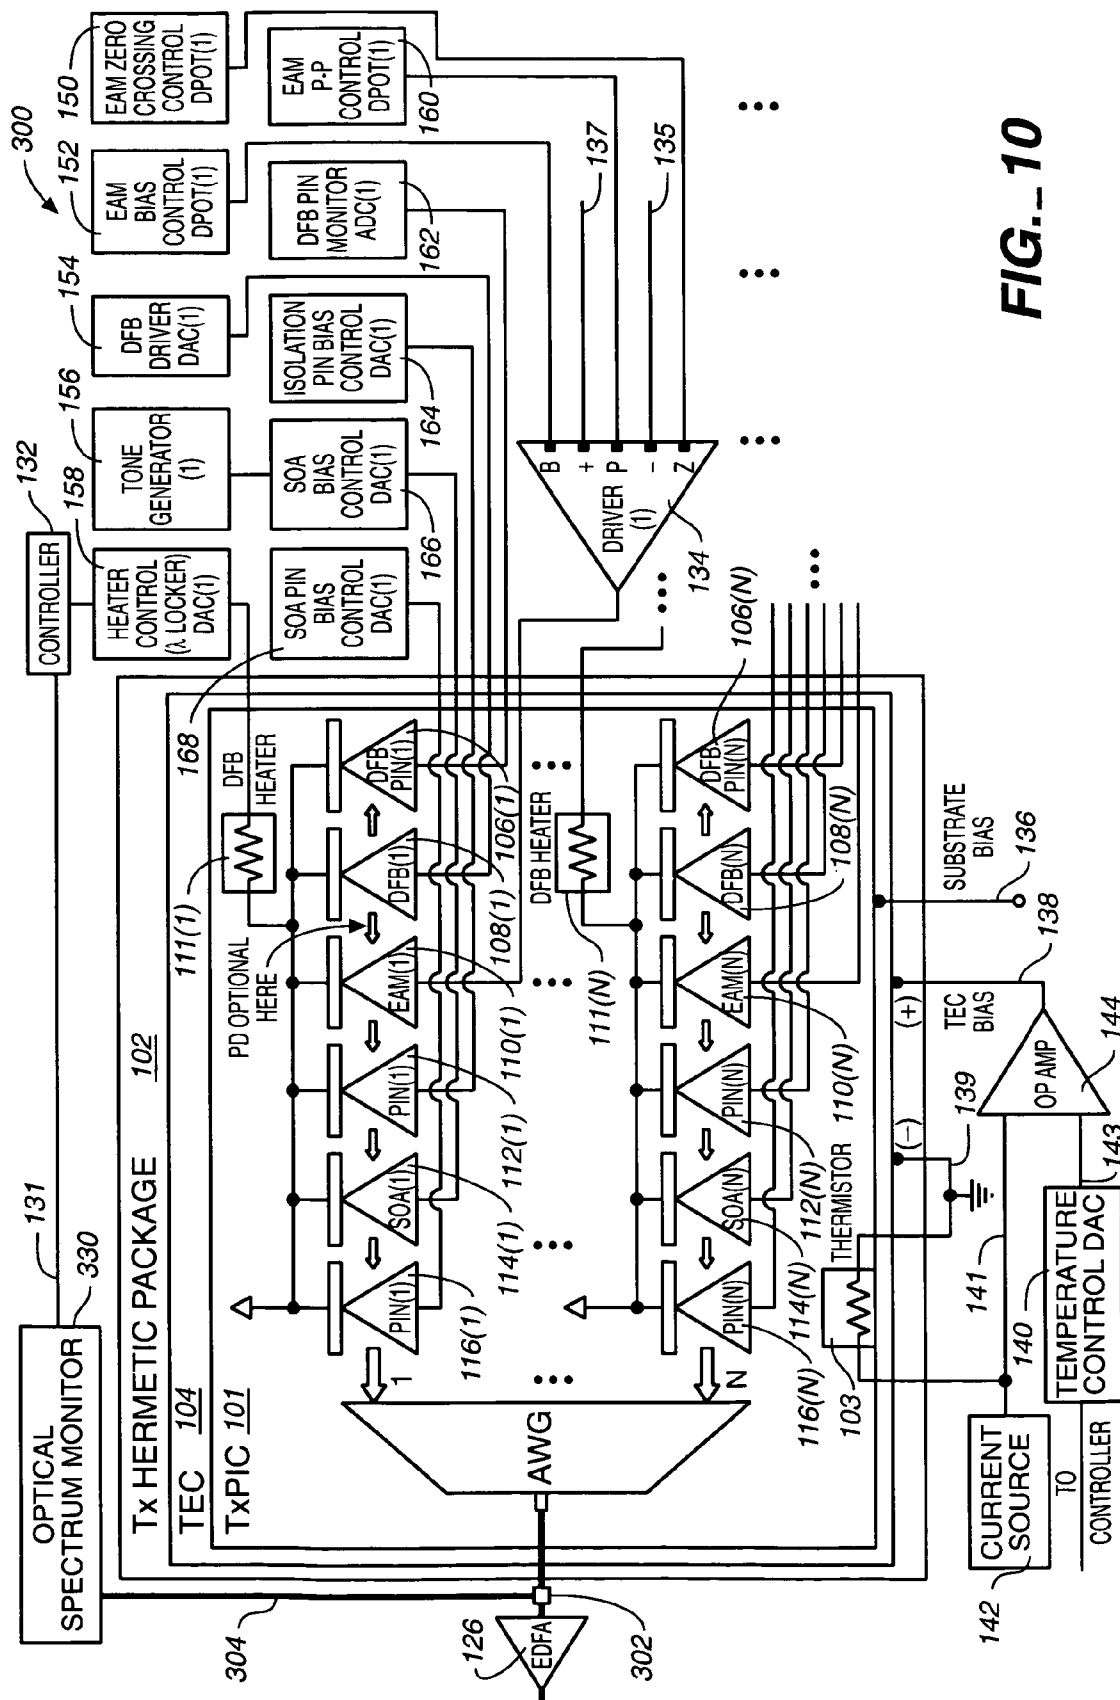 300
150
EAM ZERO
CROSSING
CONTROL
DPOT(1)
152
EAM
BIAS
CONTROL
DPOT(1)
154
DFB
DRIVER
DAC(1)
156
TONE
GENERATOR
(1)
158
HEATER
CONTROL
(λ LOCKER)
DAC(1)
132
CONTROLLER
131
330
OPTICAL
SPECTRUM MONITOR
EAM
P-P
CONTROL
DPOT(1)
160
DFB PIN
MONITOR
ADC(1)
162
ISOLATION
PIN BIAS
CONTROL
DAC(1)
164
SOA
BIAS
CONTROL
DAC(1)
166
SOA PIN
BIAS
CONTROL
DAC(1)
168
Tx HERMETIC PACKAGE 102
TEC 104
TxPIC 101
DFB
HEATER
111(1)
PD OPTIONAL
HERE
DFB
PIN(1)
106(1)
DFB(1)
108(1)
EAM(1)
110(1)
PIN(1)
112(1)
SOA(1)
114(1)
PIN(1)
116(1)
1
137
135
B
+
P
−
Z
DRIVER
(1)
134
DFB HEATER
111(N)
106(N)
DFB
PIN(N)
DFB(N)
108(N)
EAM(N)
110(N)
PIN(N)
112(N)
SOA(N)
114(N)
PIN(N)
116(N)
N
AWG
304
302
126
EDFA
THERMISTOR
103
SUBSTRATE
BIAS
136
(+)
TEC
BIAS
138
(−)
139
OP AMP
144
143
141
140
TEMPERATURE
CONTROL DAC
CURRENT
SOURCE
142
TO
CONTROLLER
FIG._10